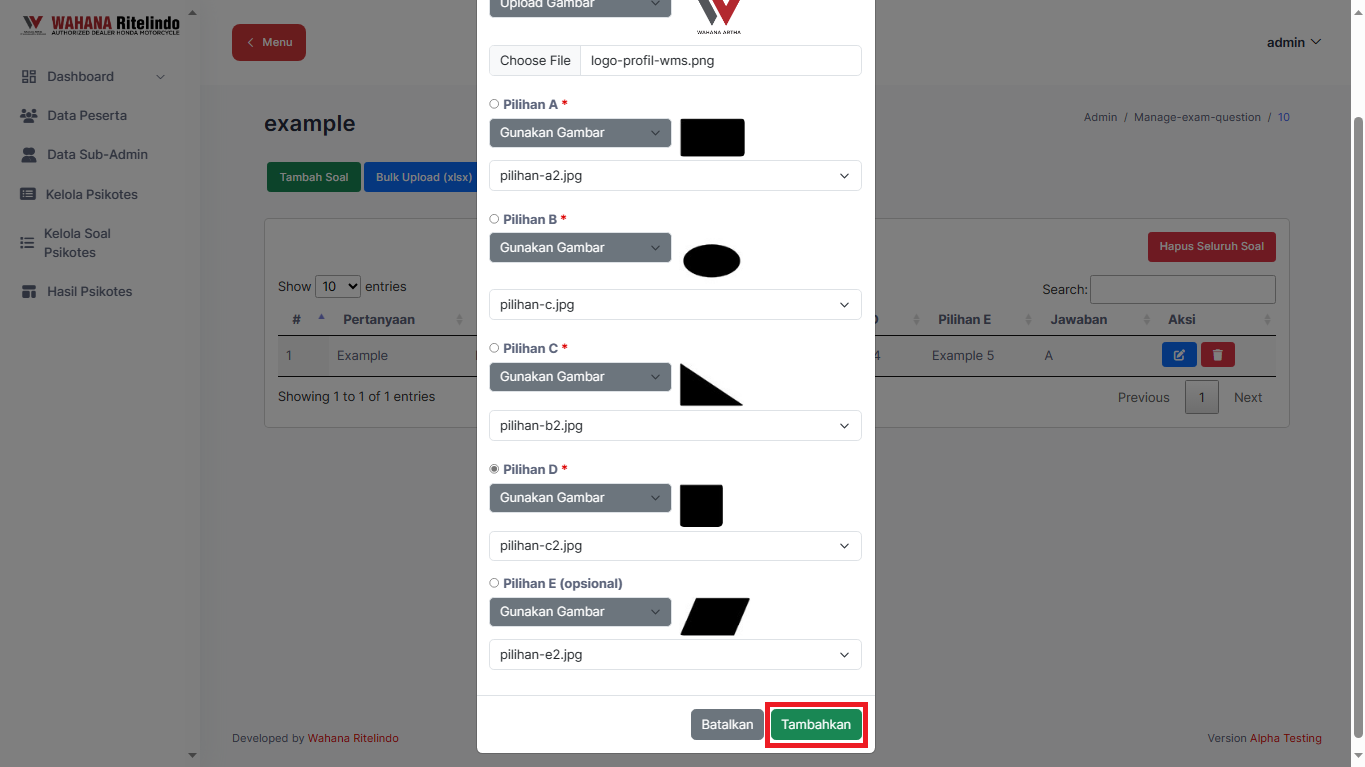 WAHANA Ritelindo
AUTHORIZED DEALER HONDA MOTORCYCLE
Dashboard
Data Peserta
Data Sub-Admin
Kelola Psikotes
Kelola Soal
Psikotes
Hasil Psikotes
Menu
admin
example
Admin / Manage-exam-question / 10
Tambah Soal
Bulk Upload (xlsx)
Hapus Seluruh Soal
Show 10 entries
Search:
# Pertanyaan
Pilihan E Jawaban Aksi
1 Example
4 Example 5 A
Showing 1 to 1 of 1 entries
Previous 1 Next
Upload Gambar
WAHANA ARTHA
Choose File logo-profil-wms.png
Pilihan A *
Gunakan Gambar
pilihan-a2.jpg
Pilihan B *
Gunakan Gambar
pilihan-c.jpg
Pilihan C *
Gunakan Gambar
pilihan-b2.jpg
Pilihan D *
Gunakan Gambar
pilihan-c2.jpg
Pilihan E (opsional)
Gunakan Gambar
pilihan-e2.jpg
Batalkan
Tambahkan
Developed by Wahana Ritelindo
Version Alpha Testing